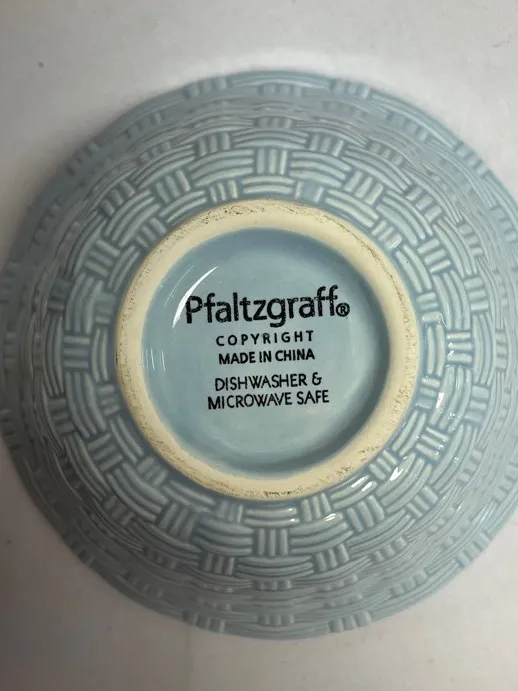 Pfaltzgraff®
COPYRIGHT
MADE IN CHINA
DISHWASHER &
MICROWAVE SAFE